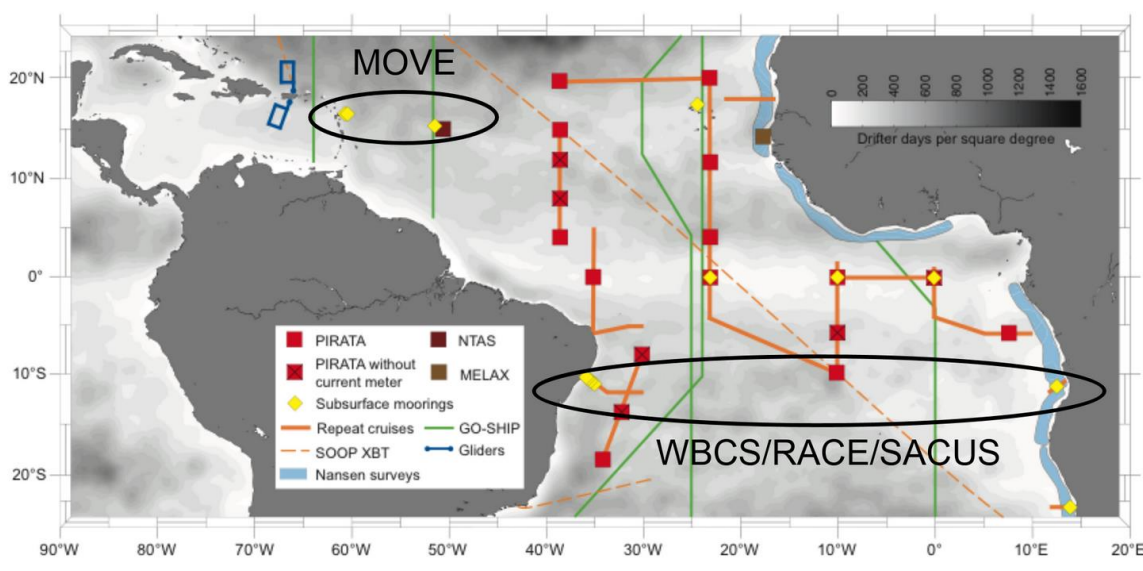 MOVE
0
200
400
600
800
1000
1200
1400
1600
Drifter days per square degree
20°N
10°N
0°
10°S
20°S
PIRATA
NTAS
PIRATA without
current meter
MELAX
Subsurface moorings
Repeat cruises
GO-SHIP
SOOP XBT
Gliders
Nansen surveys
WBCS/RACE/SACUS
90°W
80°W
70°W
60°W
50°W
40°W
30°W
20°W
10°W
0°
10°E
20°E